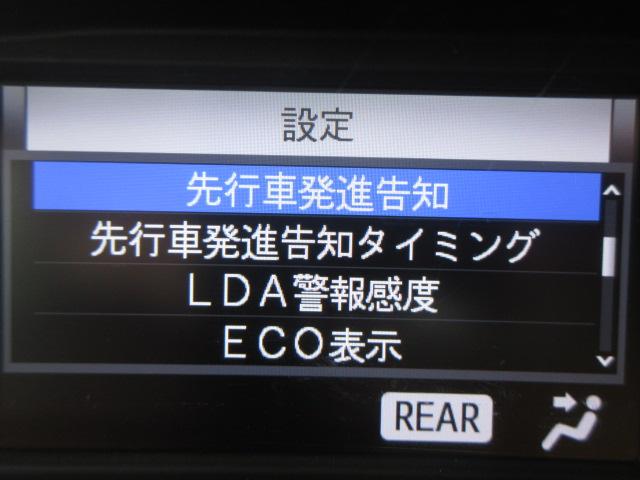 設定
先行車発進告知
先行車発進告知タイミング
LDA警報感度
ECO表示
REAR